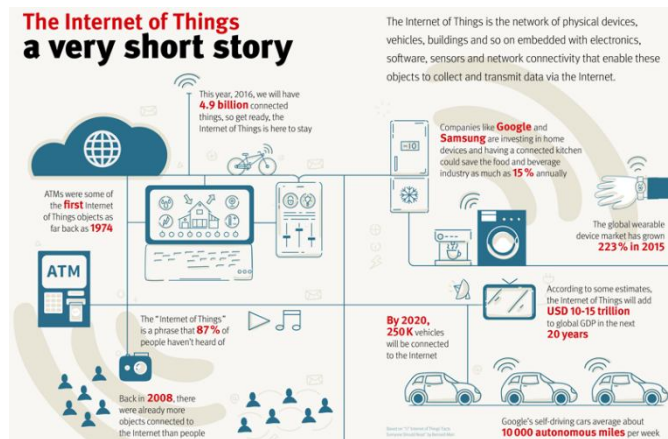 The Internet of Things
a very short story
The Internet of Things is the network of physical devices,
vehicles, buildings and so on embedded with electronics,
software, sensors and network connectivity that enable these
objects to collect and transmit data via the Internet.
This year, 2016, we will have
4.9 billion connected
things, so get ready, the
Internet of Things is here to stay
Companies like Google and
Samsung are investing in home
devices and having a connected kitchen
could save the food and beverage
industry as much as 15% annually
-10
ATMs were some of
the first Internet
of Things objects as
far back as 1974
The global wearable
device market has grown
223% in 2015
ATM
The "Internet of Things"
is a phrase that 87% of
people haven't heard of
By 2020,
250K vehicles
will be connected
to the Internet
According to some estimates,
the Internet of Things will add
USD 10-15 trillion
to global GDP in the next
20 years
Back in 2008, there
were already more
objects connected to
the Internet than people
Google's self-driving cars average about
10000 autonomous miles per week